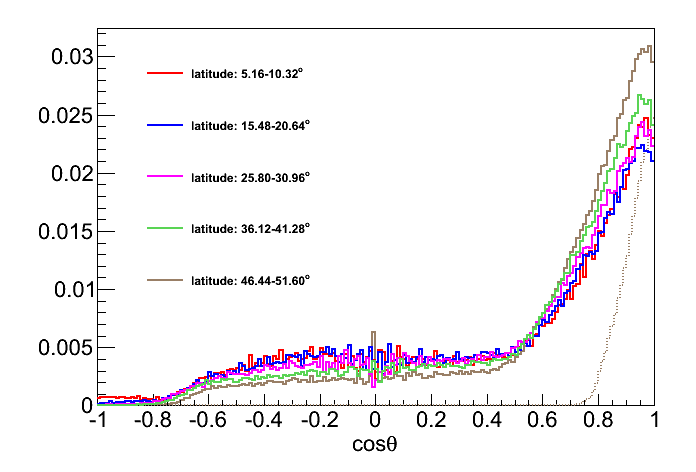 0.03
latitude: 5.16-10.32°
0.025
latitude: 15.48-20.64°
0.02
latitude: 25.80-30.96°
0.015
latitude: 36.12-41.28°
0.01
latitude: 46.44-51.60°
0.005
0
-1 -0.8 -0.6 -0.4 -0.2 0 0.2 0.4 0.6 0.8 1
cosθ